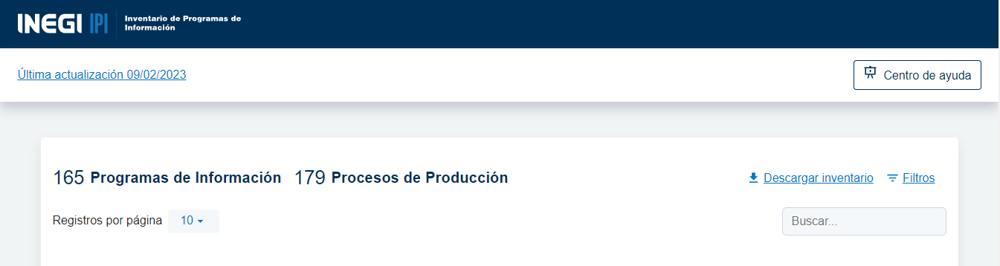 INEGI IPI Inventario de Programas de
Información
Última actualización 09/02/2023
Centro de ayuda
165 Programas de Información 179 Procesos de Producción
Descargar inventario Filtros
Registros por página 10
Buscar...